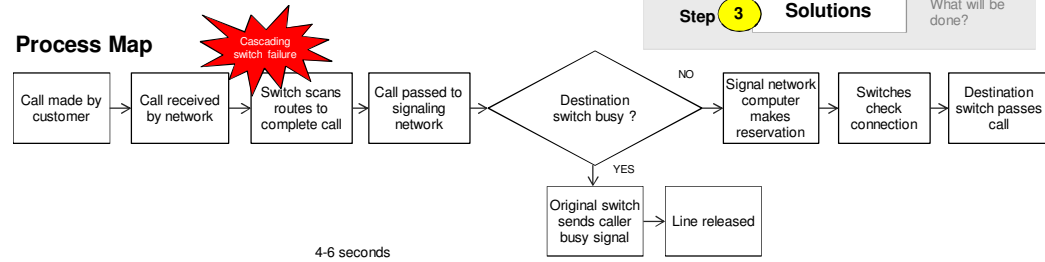 What will be
done?
Step 3 Solutions
Process Map
Cascading
switch failure
Call made by
customer
Call received
by network
Switch scans
routes to
complete call
Call passed to
signaling
network
Destination
switch busy ?
NO
Signal network
computer
makes
reservation
Switches
check
connection
Destination
switch passes
call
YES
Original switch
sends caller
busy signal
Line released
4-6 seconds